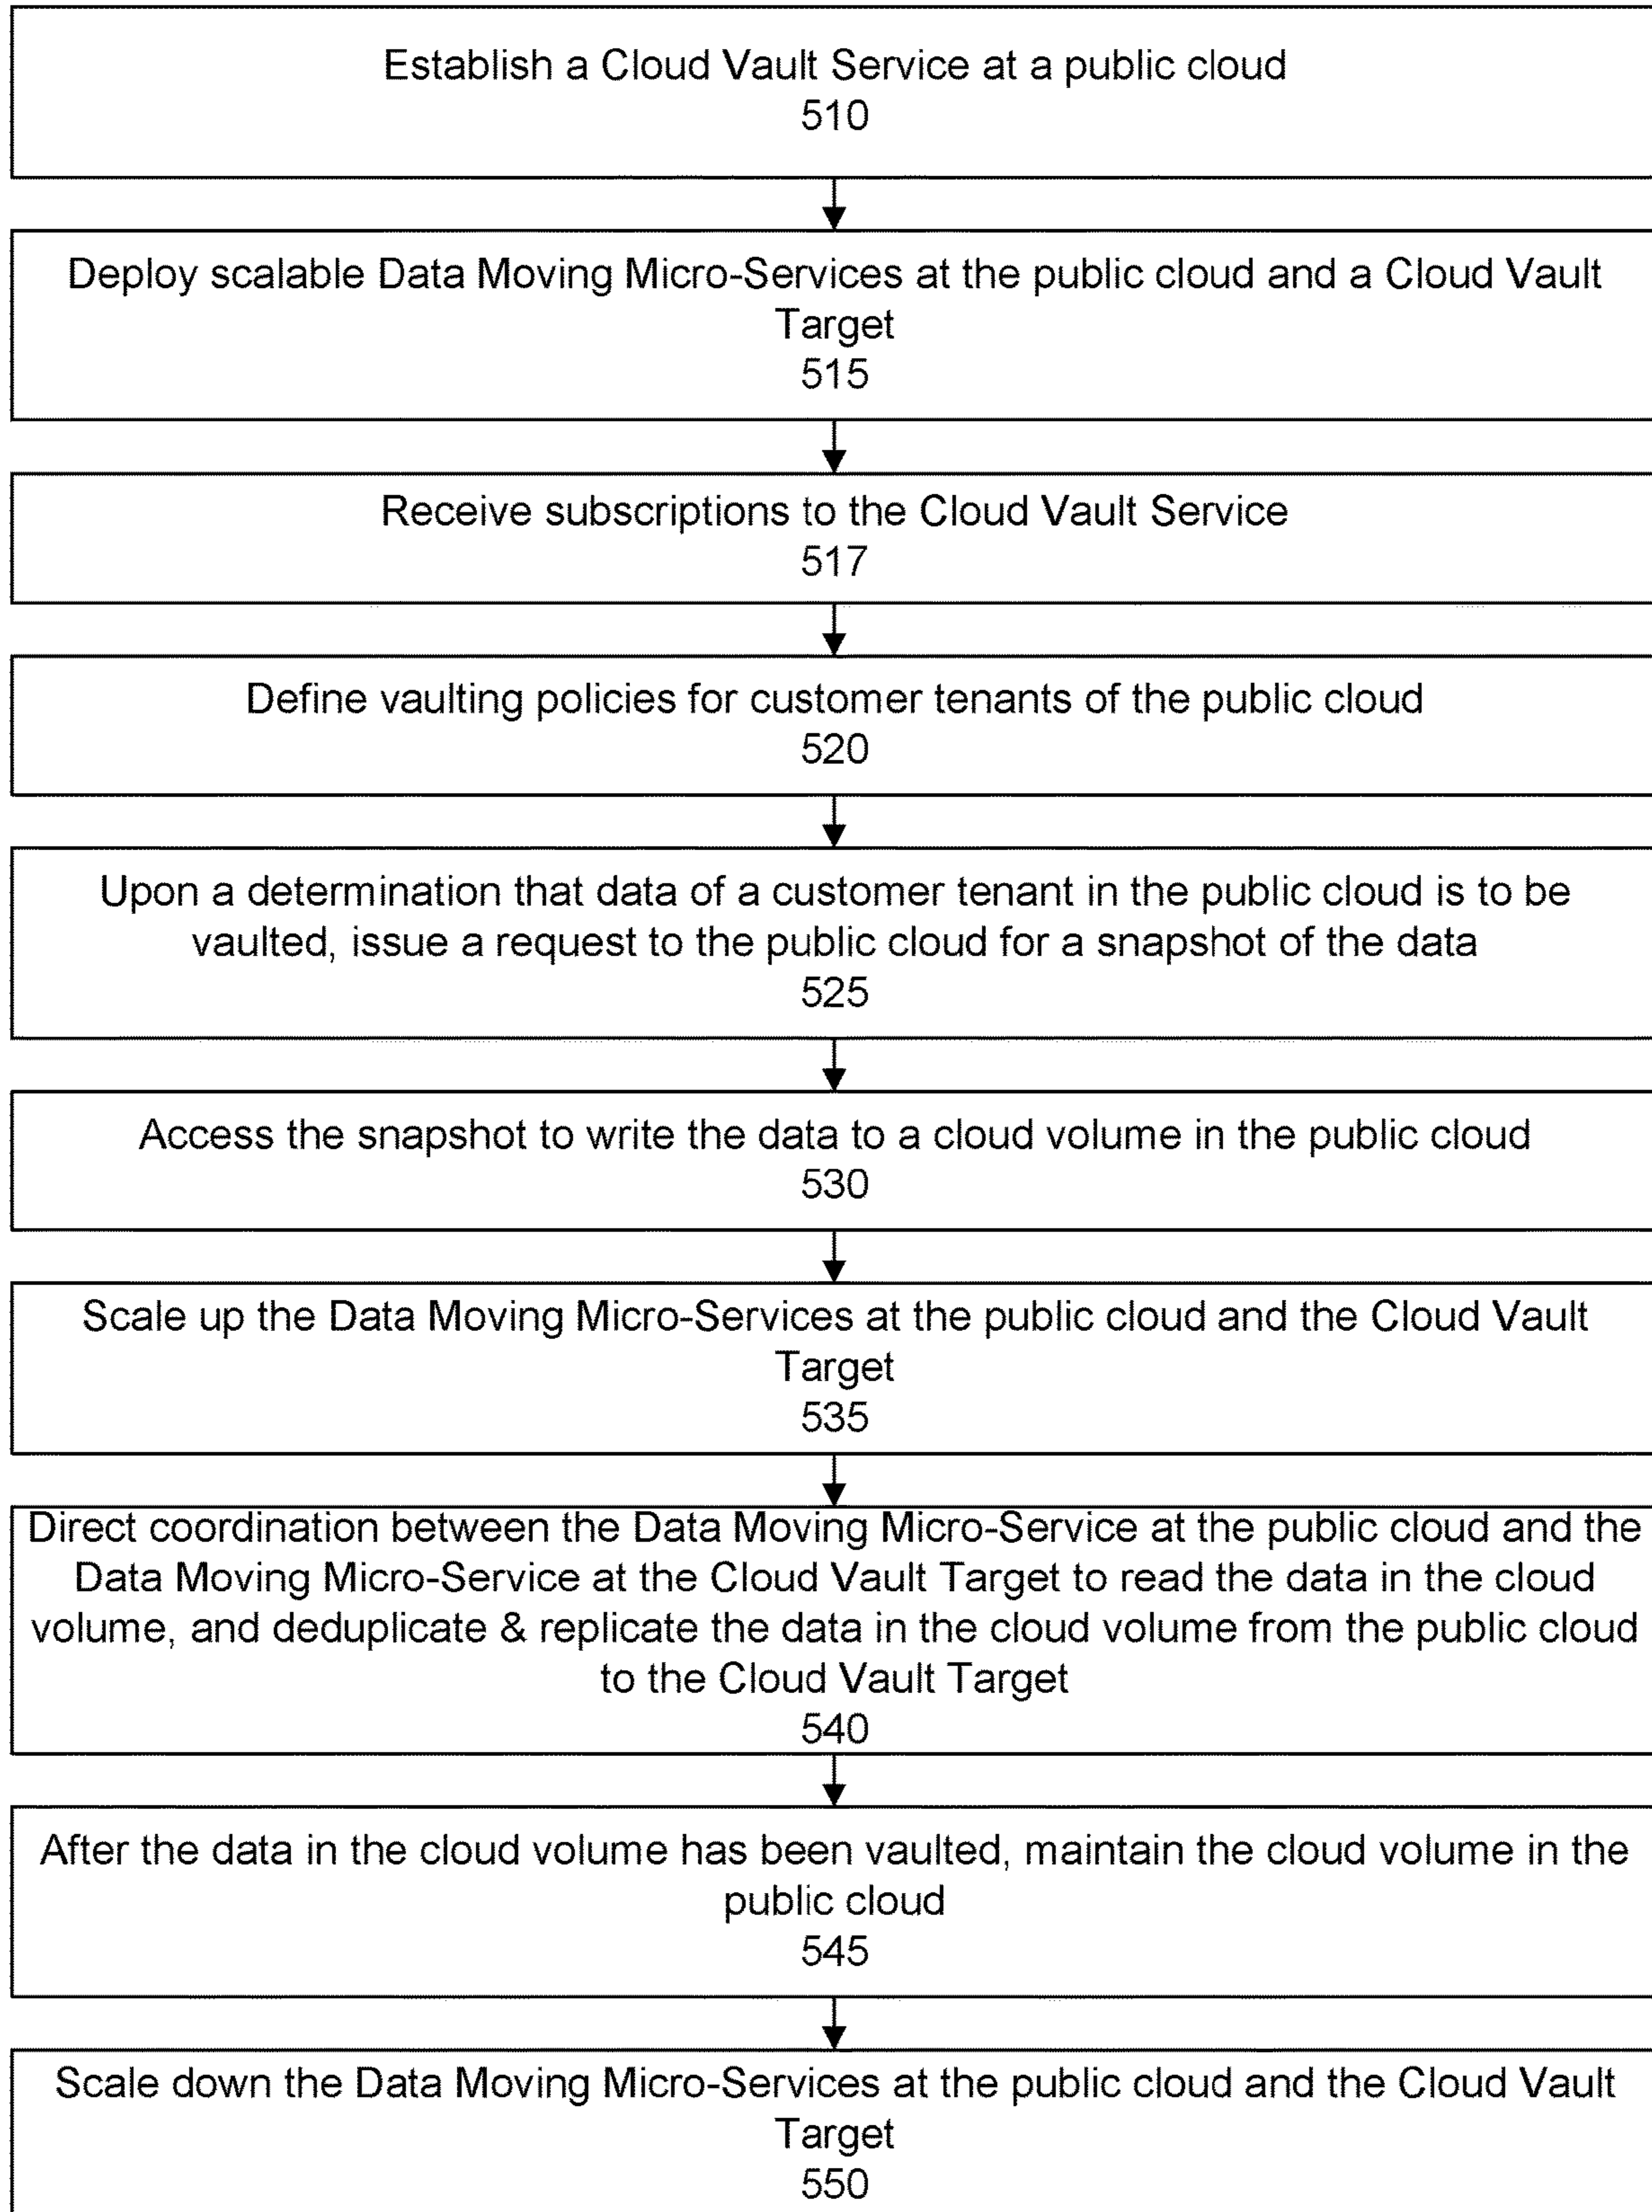 Establish a Cloud Vault Service at a public cloud
510
Deploy scalable Data Moving Micro-Services at the public cloud and a Cloud Vault
Target
515
Receive subscriptions to the Cloud Vault Service
517
Define vaulting policies for customer tenants of the public cloud
520
Upon a determination that data of a customer tenant in the public cloud is to be
vaulted, issue a request to the public cloud for a snapshot of the data
525
Access the snapshot to write the data to a cloud volume in the public cloud
530
Scale up the Data Moving Micro-Services at the public cloud and the Cloud Vault
Target
535
Direct coordination between the Data Moving Micro-Service at the public cloud and the
Data Moving Micro-Service at the Cloud Vault Target to read the data in the cloud
volume, and deduplicate & replicate the data in the cloud volume from the public cloud
to the Cloud Vault Target
540
After the data in the cloud volume has been vaulted, maintain the cloud volume in the
public cloud
545
Scale down the Data Moving Micro-Services at the public cloud and the Cloud Vault
Target
550